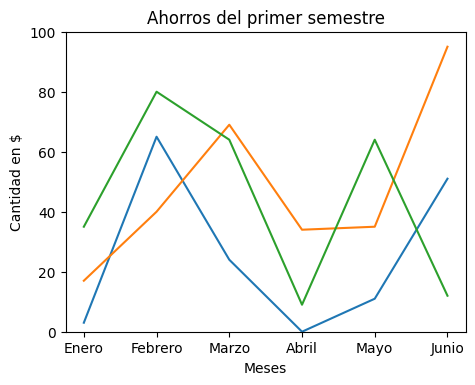 Ahorros del primer semestre
Cantidad en $
100
80
60
40
20
0
Enero Febrero Marzo Abril Mayo Junio
Meses